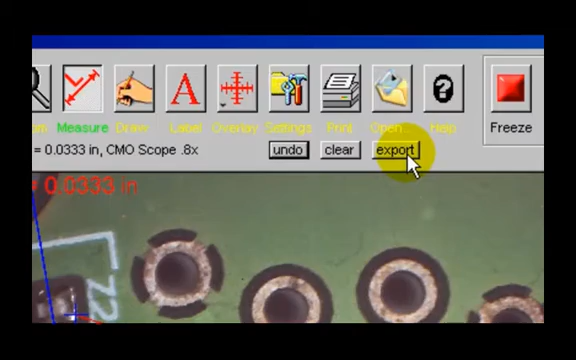 Measure Draw Label Overlay Settings Print Open... Help Freeze
= 0.0333 in, CMO Scope .8x undo clear export
= 0.0333 in
Z2